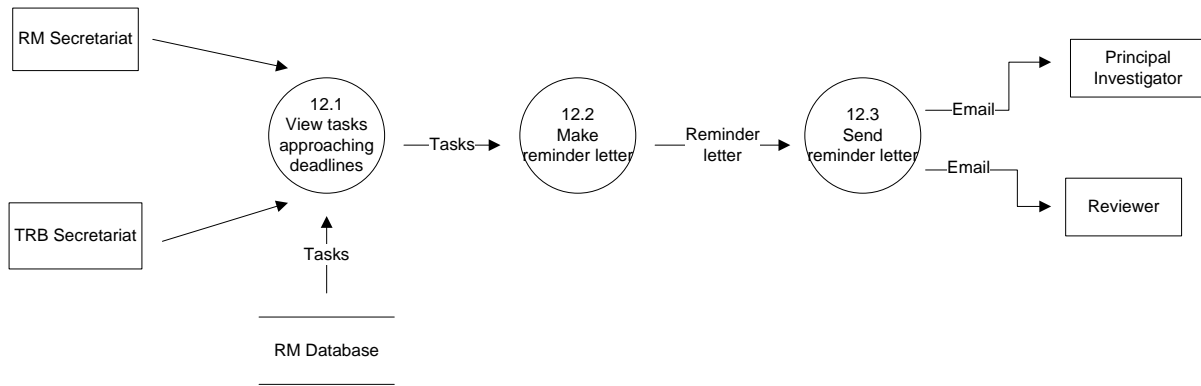 RM Secretariat
12.1
View tasks
approaching
deadlines
TRB Secretariat
Tasks
RM Database
Tasks
12.2
Make
reminder letter
Reminder
letter
12.3
Send
reminder letter
Email
Principal
Investigator
Email
Reviewer